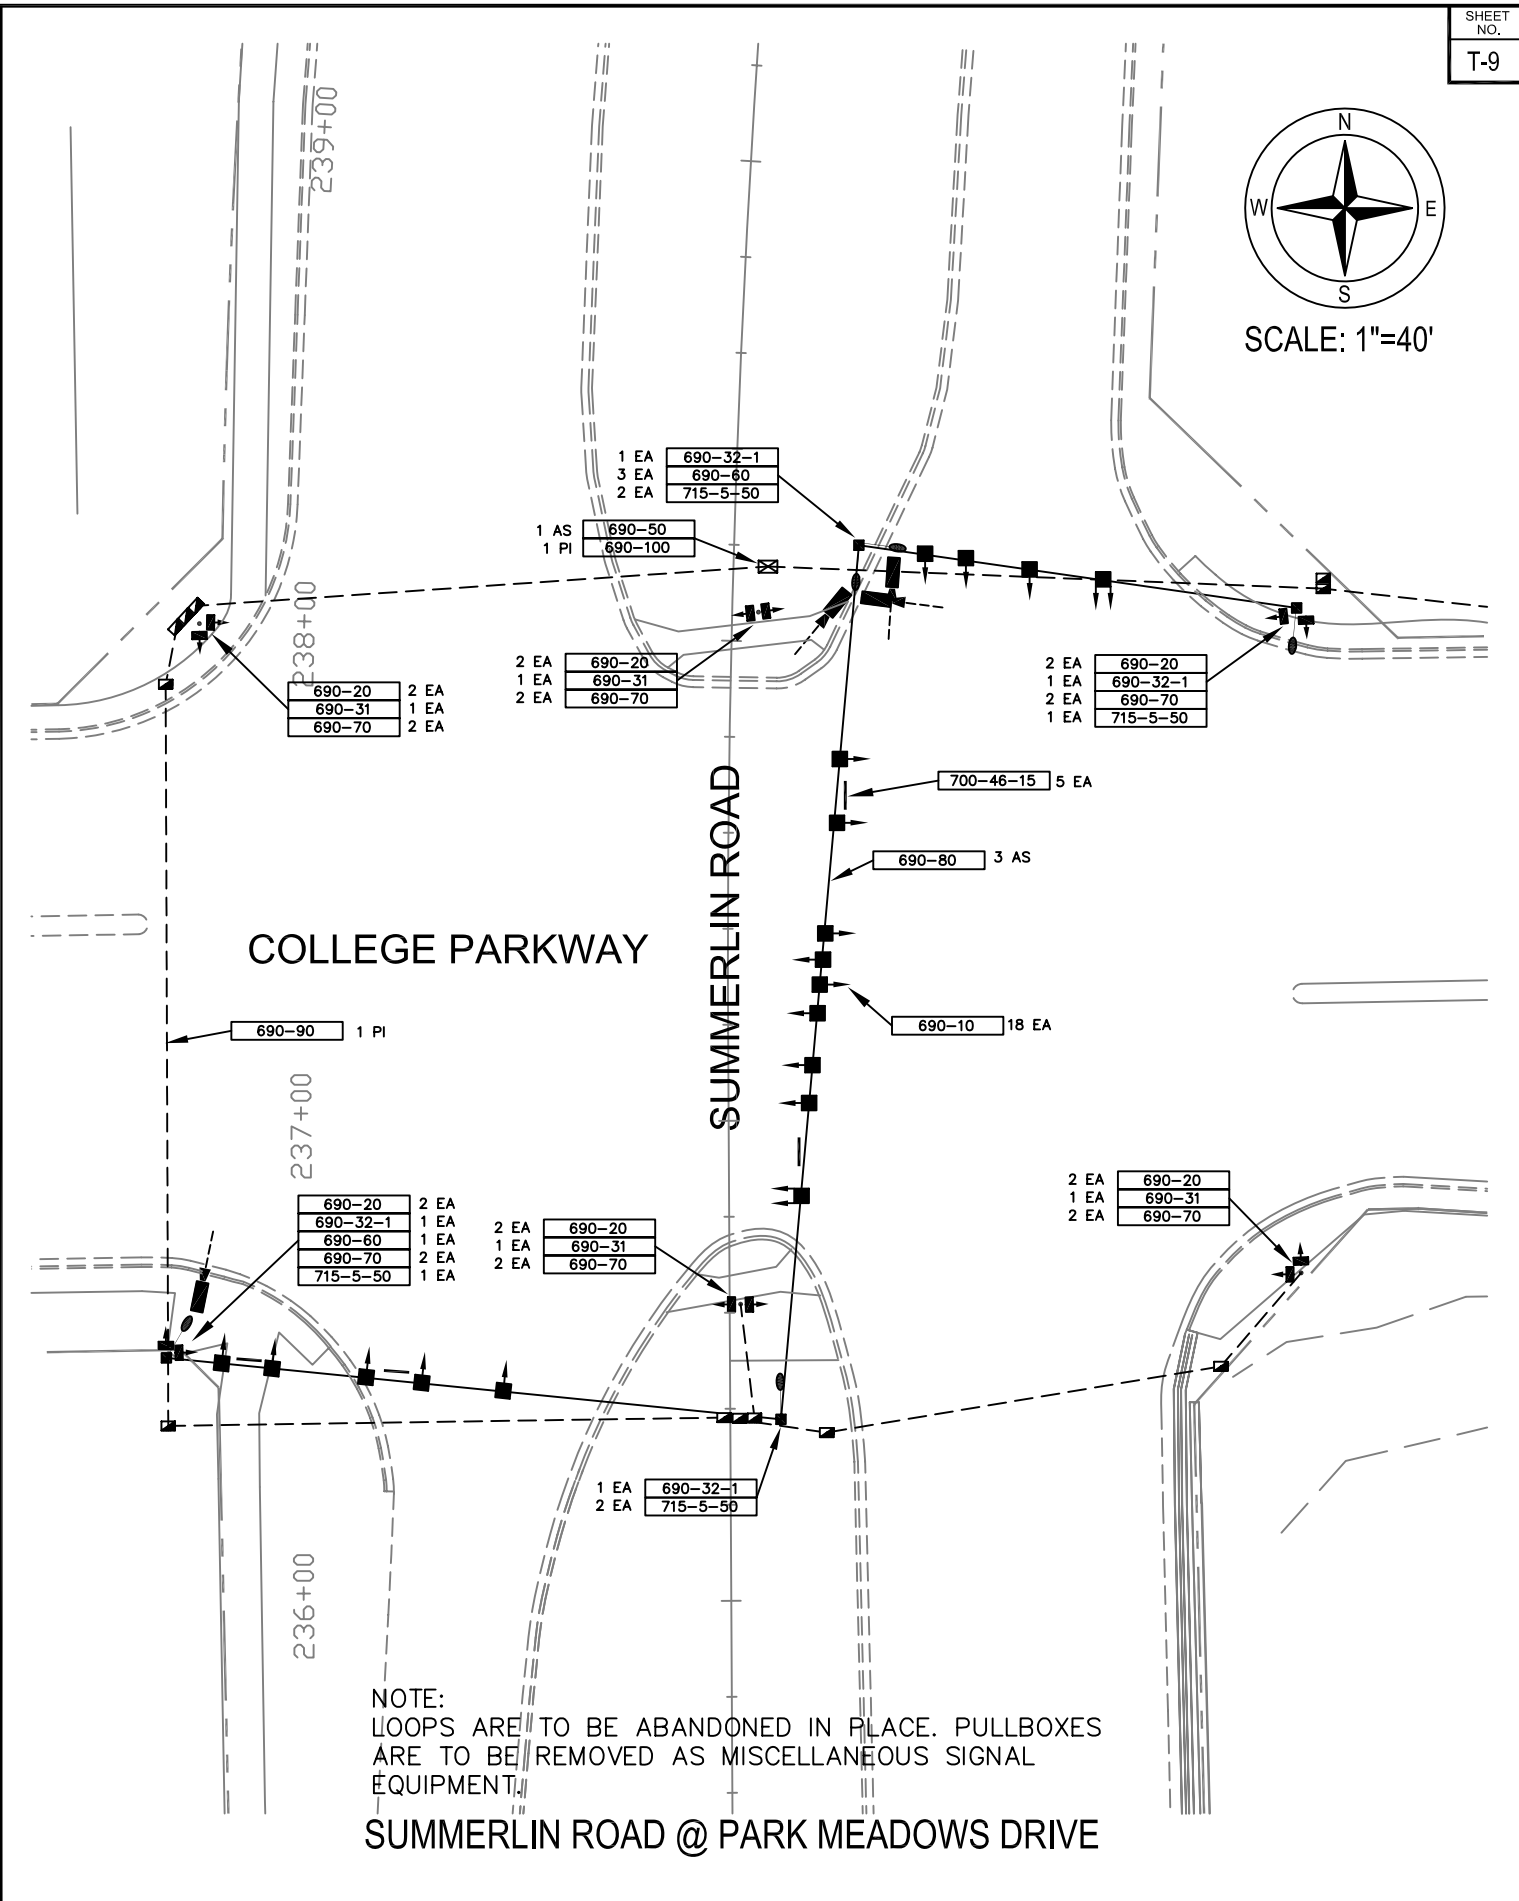 SHEET
NO.
T-9
N
W E
S
SCALE: 1"=40'
239+00
1 EA 690-32-1
3 EA 690-60
2 EA 715-5-50
1 AS 690-50
1 PI 690-100
238+00
2 EA 690-20
1 EA 690-31
2 EA 690-70
2 EA 690-20
1 EA 690-32-1
2 EA 690-70
1 EA 715-5-50
690-20 2 EA
690-31 1 EA
690-70 2 EA
700-46-15 5 EA
690-80 3 AS
SUMMERLIN ROAD
COLLEGE PARKWAY
690-90 1 PI
690-10 18 EA
237+00
690-20 2 EA
690-32-1 1 EA
690-60 1 EA
690-70 2 EA
715-5-50 1 EA
2 EA 690-20
1 EA 690-31
2 EA 690-70
2 EA 690-20
1 EA 690-31
2 EA 690-70
1 EA 690-32-1
2 EA 715-5-50
236+00
NOTE:
LOOPS ARE TO BE ABANDONED IN PLACE. PULLBOXES
ARE TO BE REMOVED AS MISCELLANEOUS SIGNAL
EQUIPMENT.
SUMMERLIN ROAD @ PARK MEADOWS DRIVE